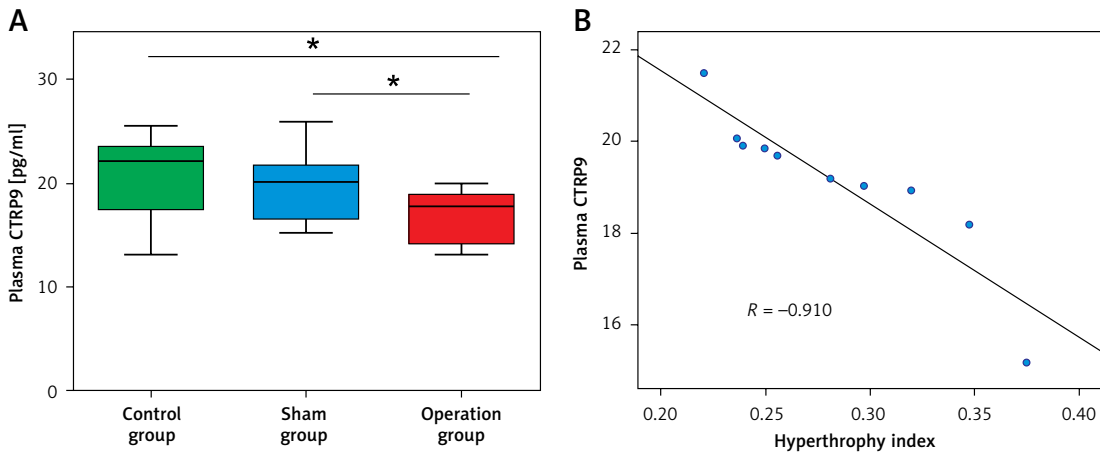 A
Plasma CTRP9 [pg/ml]
30
20
10
0
*
*
Control
group
Sham
group
Operation
group
B
Plasma CTRP9
22
20
18
16
R = –0.910
0.20
0.25
0.30
0.35
0.40
Hyperthrophy index